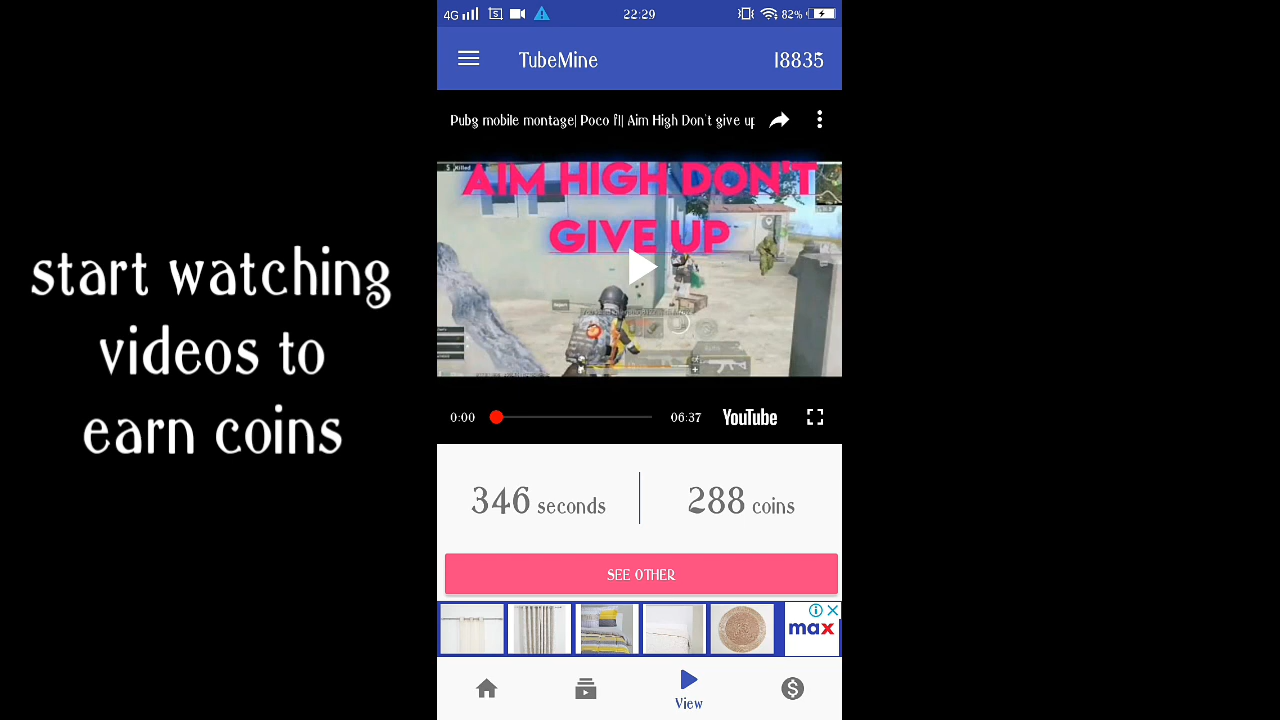 start watching
videos to
earn coins
4G 22:29 82%
TubeMine 18835
Pubg mobile montage| Poco f1| Aim High Don't give up
AIM HIGH DON'T
GIVE UP
0:00 06:37 YouTube
346 seconds 288 coins
SEE OTHER
max
View